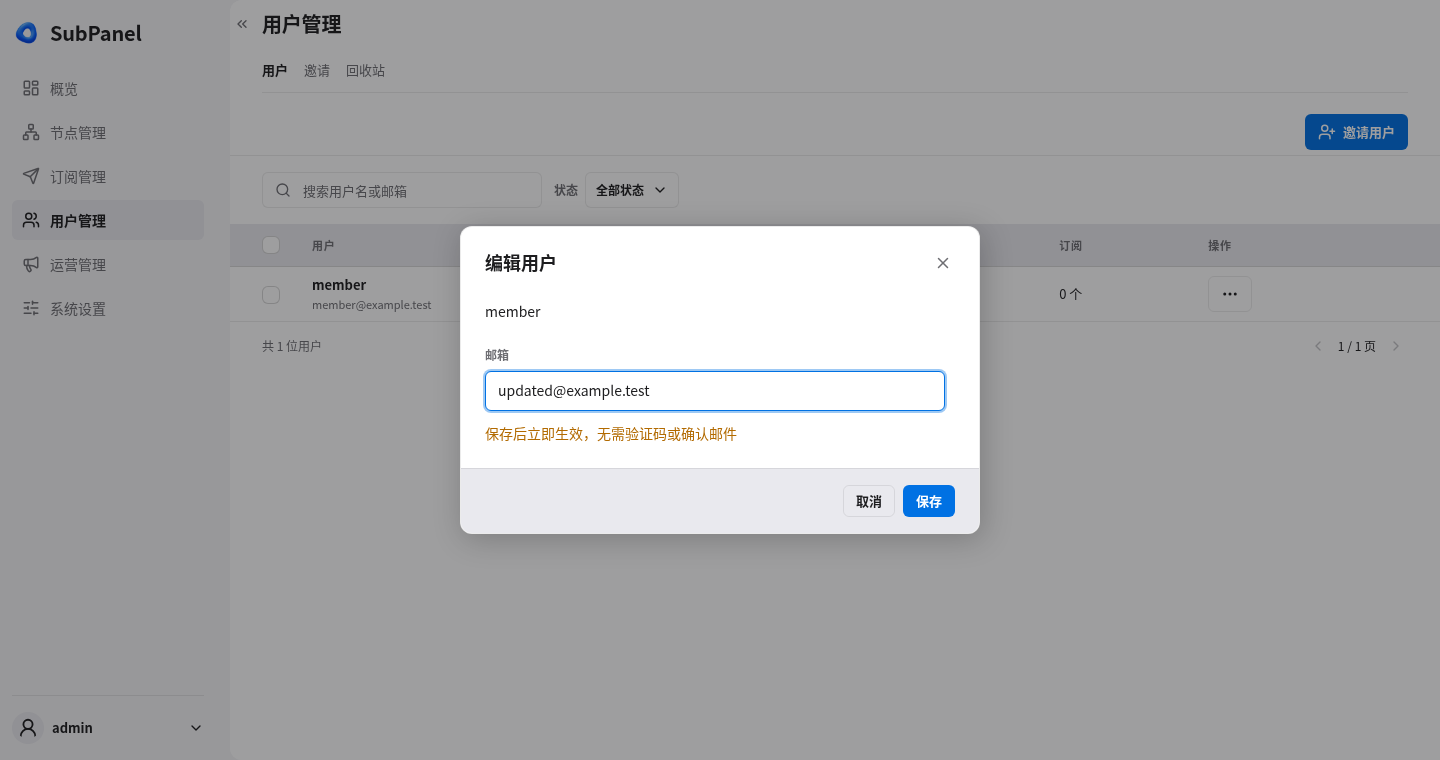 SubPanel
概览
节点管理
订阅管理
用户管理
运营管理
系统设置
admin
用户管理
用户 邀请 回收站
邀请用户
搜索用户名或邮箱 状态 全部状态
用户 订阅 操作
member
member@example.test
0 个
共 1 位用户
1 / 1 页
编辑用户
member
邮箱
updated@example.test
保存后立即生效，无需验证码或确认邮件
取消 保存